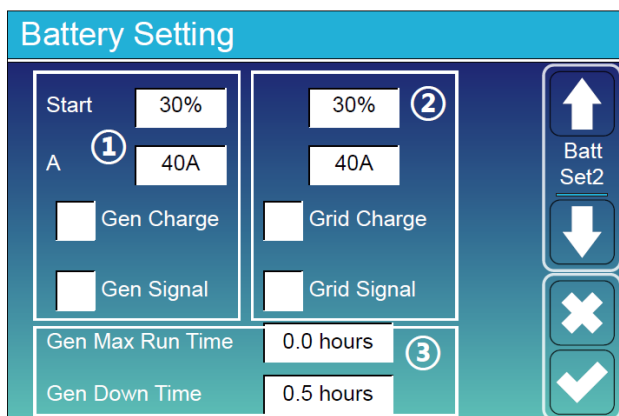 Battery Setting
Start 30% 30% ②
A ① 40A 40A
Gen Charge Grid Charge
Gen Signal Grid Signal
Gen Max Run Time 0.0 hours ③
Gen Down Time 0.5 hours
Batt
Set2